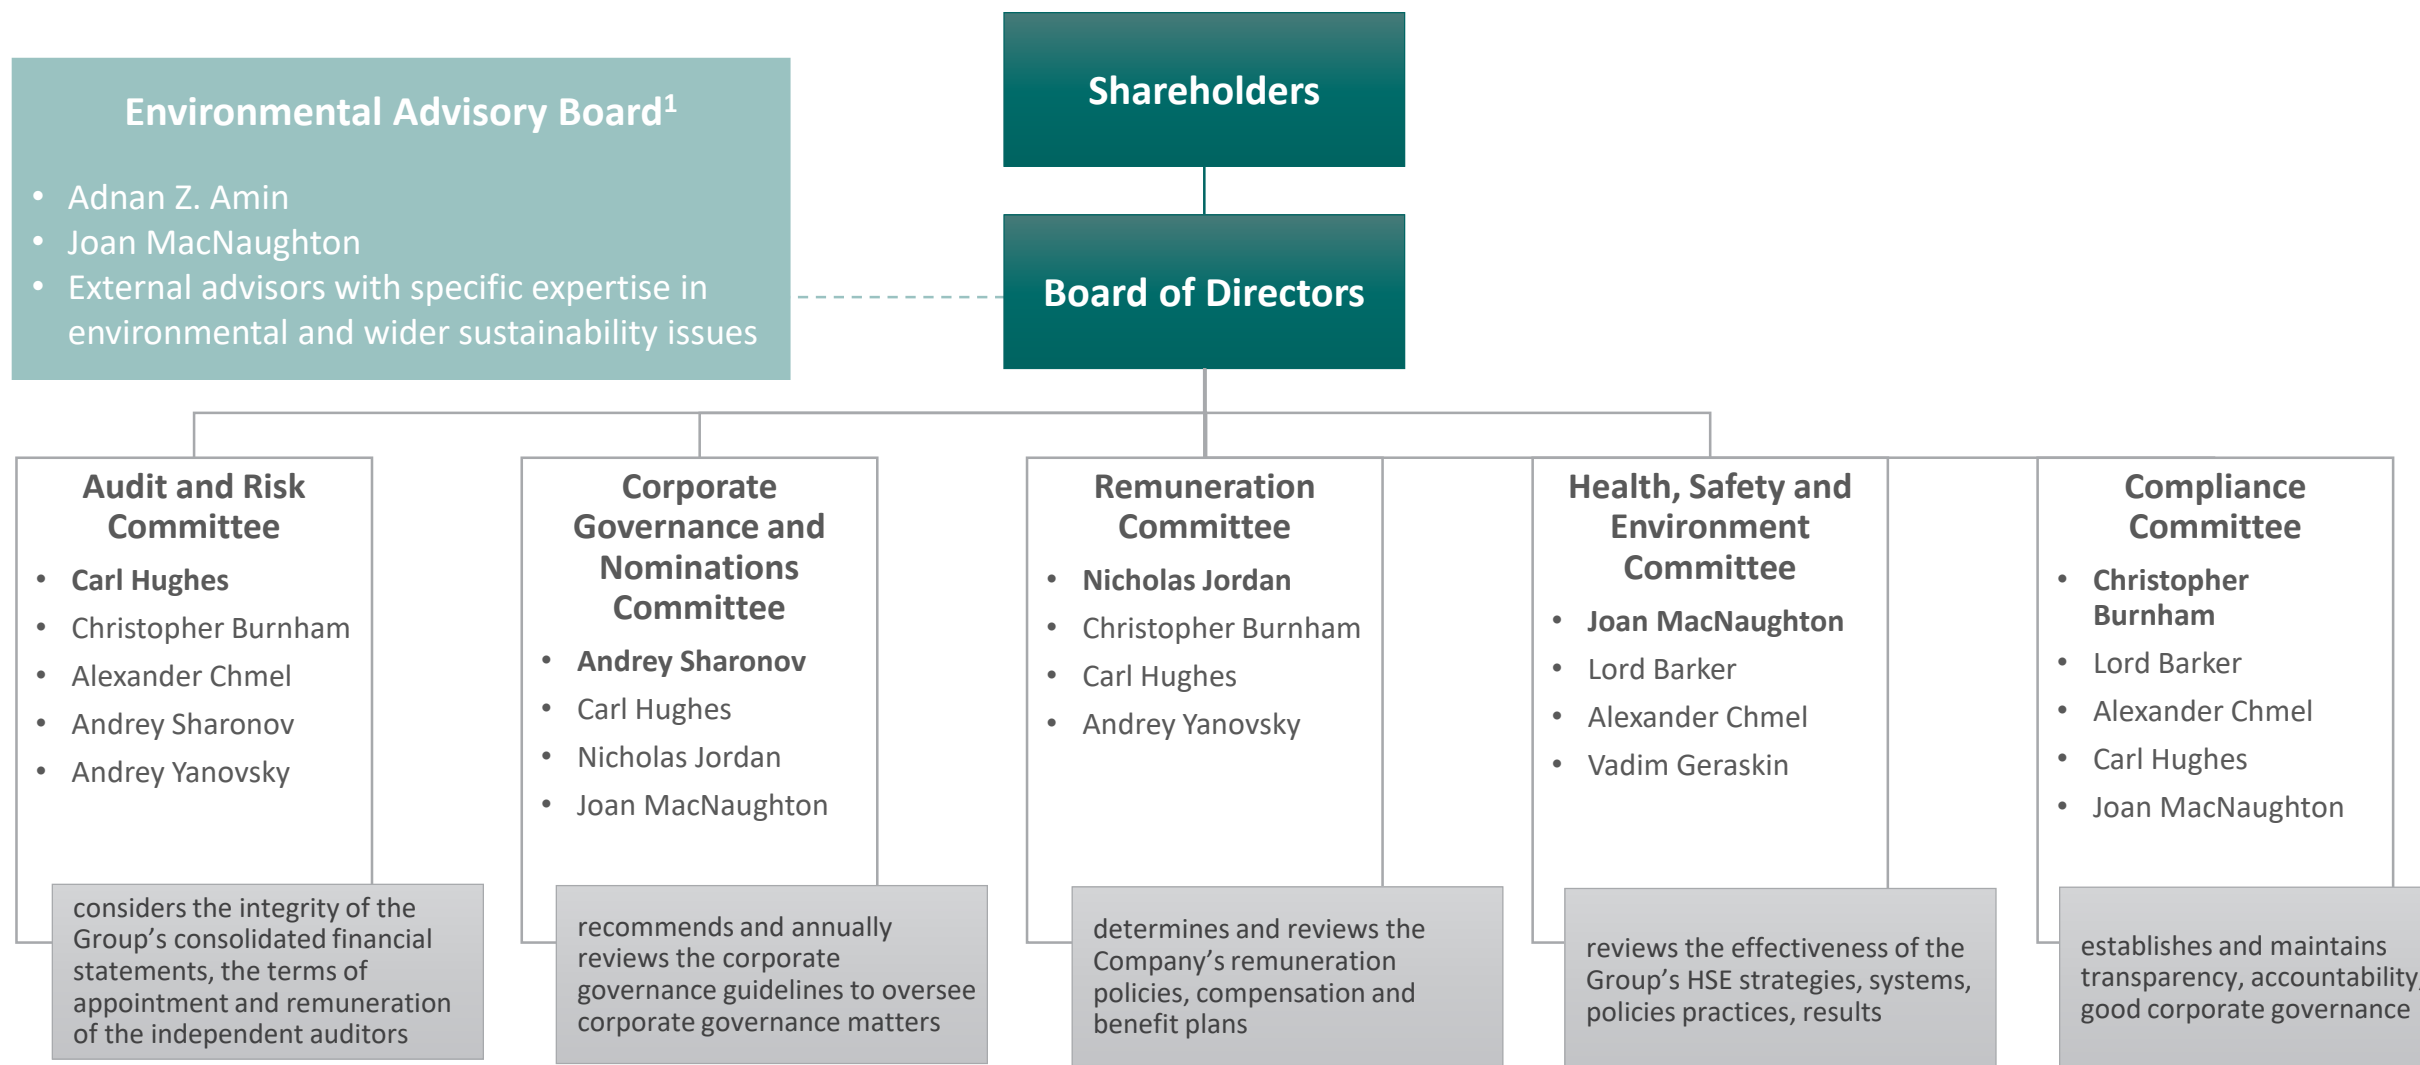 Environmental Advisory Board¹
• Adnan Z. Amin
• Joan MacNaughton
• External advisors with specific expertise in
environmental and wider sustainability issues
Shareholders
Board of Directors
Audit and Risk
Committee
• Carl Hughes
• Christopher Burnham
• Alexander Chmel
• Andrey Sharonov
• Andrey Yanovsky
considers the integrity of the
Group’s consolidated financial
statements, the terms of
appointment and remuneration
of the independent auditors
Corporate
Governance and
Nominations
Committee
• Andrey Sharonov
• Carl Hughes
• Nicholas Jordan
• Joan MacNaughton
recommends and annually
reviews the corporate
governance guidelines to oversee
corporate governance matters
Remuneration
Committee
• Nicholas Jordan
• Christopher Burnham
• Carl Hughes
• Andrey Yanovsky
determines and reviews the
Company’s remuneration
policies, compensation and
benefit plans
Health, Safety and
Environment
Committee
• Joan MacNaughton
• Lord Barker
• Alexander Chmel
• Vadim Geraskin
reviews the effectiveness of the
Group’s HSE strategies, systems,
policies practices, results
Compliance
Committee
• Christopher
Burnham
• Lord Barker
• Alexander Chmel
• Carl Hughes
• Joan MacNaughton
establishes and maintains
transparency, accountability,
good corporate governance